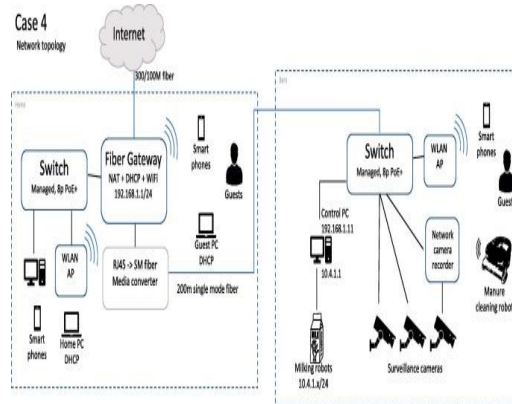 Case 4
Network topology
Internet
300/100M fiber
Home
Switch
Managed, 8p PoE+
Fiber Gateway
NAT + DHCP + WiFi
192.168.1.1/24
Smart
phones
Guests
WLAN
AP
RJ45 -> SM fiber
Media converter
Guest PC
DHCP
200m single mode fiber
Smart
phones
Home PC
DHCP
Barn
Switch
Managed, 8p PoE+
WLAN
AP
Smart
phones
Guests
Control PC
192.168.1.11
10.4.1.1
Network
camera
recorder
Manure
cleaning robot
Milking robots
10.4.1.x/24
Surveillance cameras